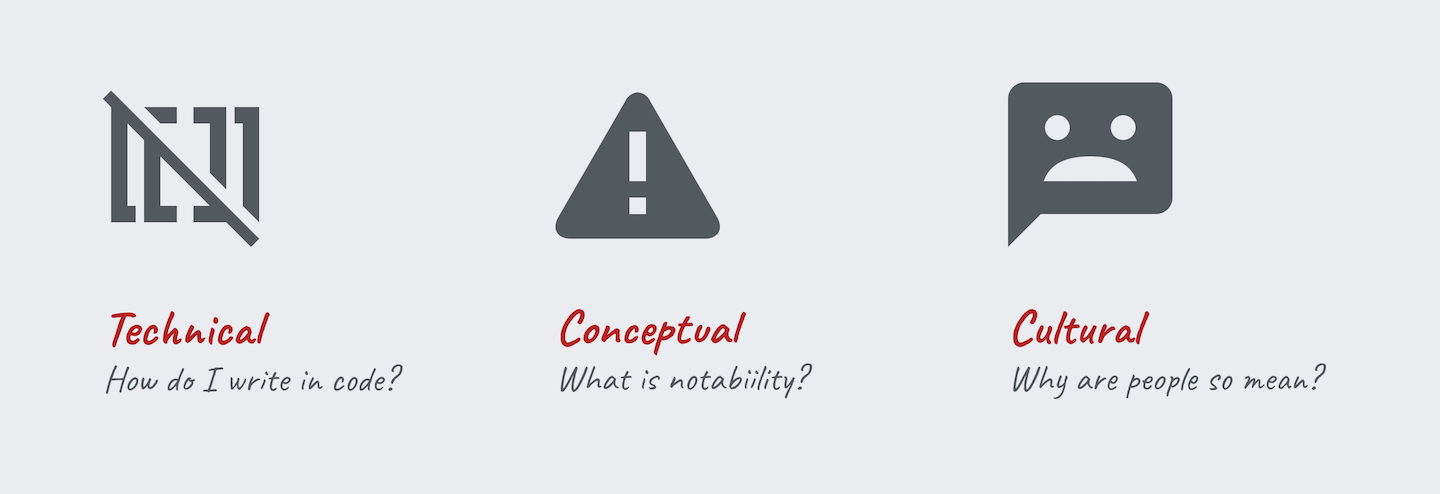 Technical
How do I write in code?
Conceptual
What is notabiility?
Cultural
Why are people so mean?